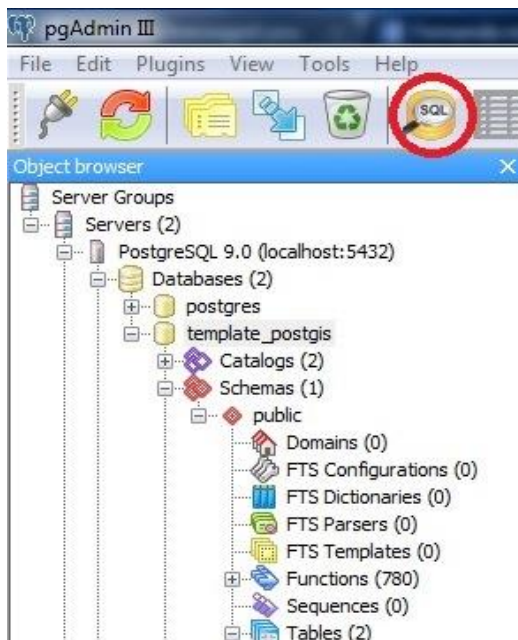 pgAdmin III
File Edit Plugins View Tools Help
SQL
Object browser
Server Groups
Servers (2)
PostgreSQL 9.0 (localhost:5432)
Databases (2)
postgres
template_postgis
Catalogs (2)
Schemas (1)
public
Domains (0)
FTS Configurations (0)
FTS Dictionaries (0)
FTS Parsers (0)
FTS Templates (0)
Functions (780)
Sequences (0)
Tables (2)